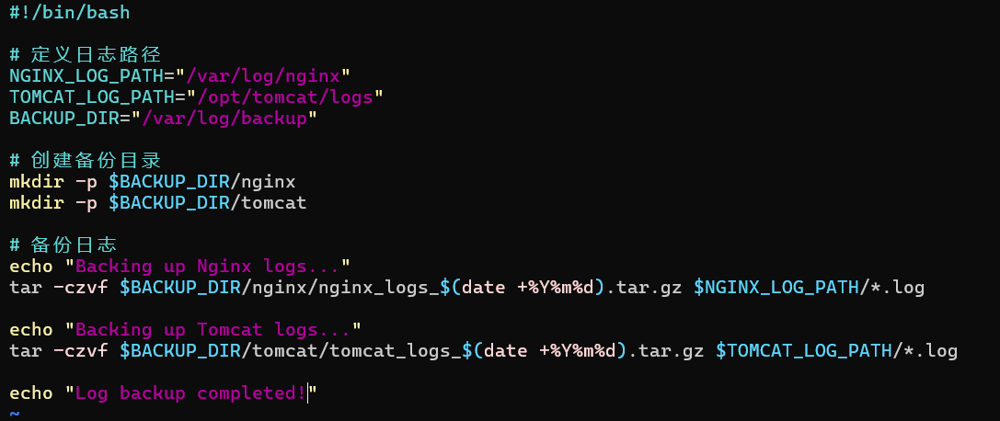 #!/bin/bash
# 定义日志路径
NGINX_LOG_PATH="/var/log/nginx"
TOMCAT_LOG_PATH="/opt/tomcat/logs"
BACKUP_DIR="/var/log/backup"
# 创建备份目录
mkdir -p $BACKUP_DIR/nginx
mkdir -p $BACKUP_DIR/tomcat
# 备份日志
echo "Backing up Nginx logs..."
tar -czvf $BACKUP_DIR/nginx/nginx_logs_$(date +%Y%m%d).tar.gz $NGINX_LOG_PATH/*.log
echo "Backing up Tomcat logs..."
tar -czvf $BACKUP_DIR/tomcat/tomcat_logs_$(date +%Y%m%d).tar.gz $TOMCAT_LOG_PATH/*.log
echo "Log backup completed!"
~